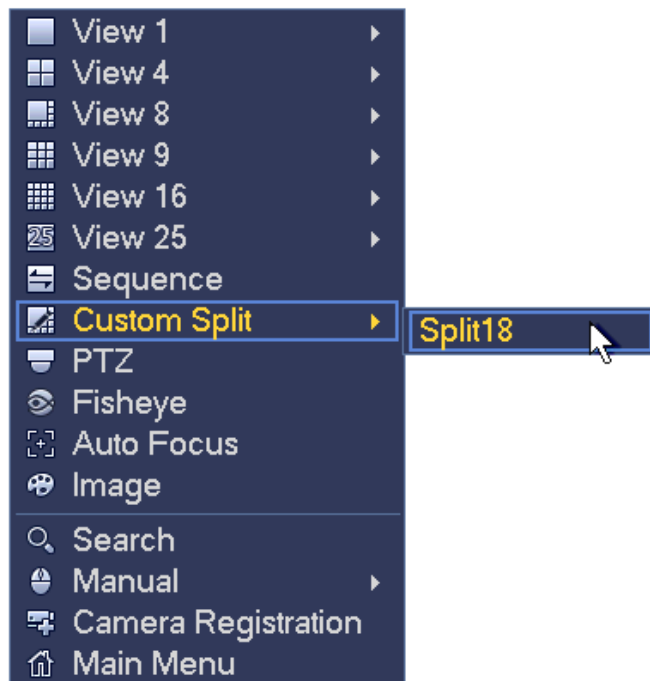 View 1
View 4
View 8
View 9
View 16
25 View 25
Sequence
Custom Split
Split18
PTZ
Fisheye
Auto Focus
Image
Search
Manual
Camera Registration
Main Menu